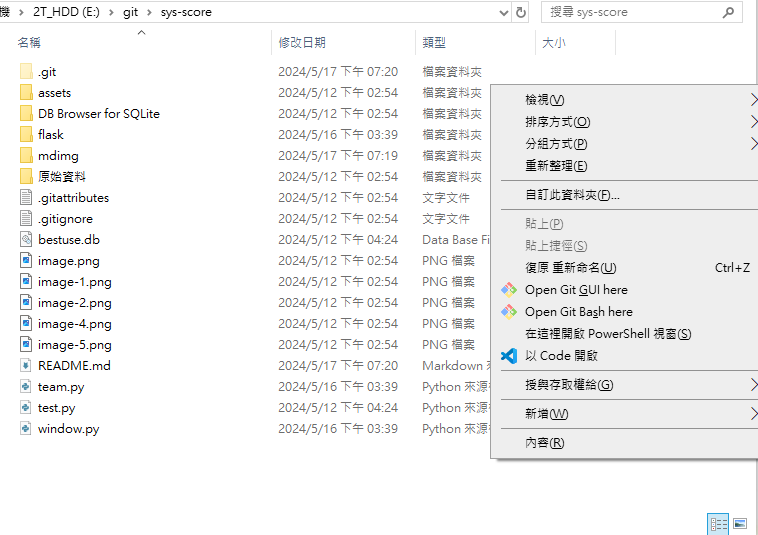 機 › 2T_HDD (E:) › git › sys-score
搜尋 sys-score
名稱 修改日期 類型 大小
.git 2024/5/17 下午 07:20 檔案資料夾
assets 2024/5/12 下午 02:54 檔案資料夾
DB Browser for SQLite 2024/5/12 下午 02:54 檔案資料夾
flask 2024/5/16 下午 03:39 檔案資料夾
mdimg 2024/5/17 下午 07:19 檔案資料夾
原始資料 2024/5/12 下午 02:54 檔案資料夾
.gitattributes 2024/5/12 下午 02:54 文字文件
.gitignore 2024/5/12 下午 02:54 文字文件
bestuse.db 2024/5/12 下午 04:24 Data Base Fi
image.png 2024/5/12 下午 02:54 PNG 檔案
image-1.png 2024/5/12 下午 02:54 PNG 檔案
image-2.png 2024/5/12 下午 02:54 PNG 檔案
image-4.png 2024/5/12 下午 02:54 PNG 檔案
image-5.png 2024/5/12 下午 02:54 PNG 檔案
README.md 2024/5/17 下午 07:20 Markdown 來
team.py 2024/5/16 下午 03:39 Python 來源
test.py 2024/5/12 下午 04:24 Python 來源
window.py 2024/5/16 下午 03:39 Python 來源
檢視(V)
排序方式(O)
分組方式(P)
重新整理(E)
自訂此資料夾(F)...
貼上(P)
貼上捷徑(S)
復原 重新命名(U) Ctrl+Z
Open Git GUI here
Open Git Bash here
在這裡開啟 PowerShell 視窗(S)
以 Code 開啟
授與存取權給(G)
新增(W)
內容(R)